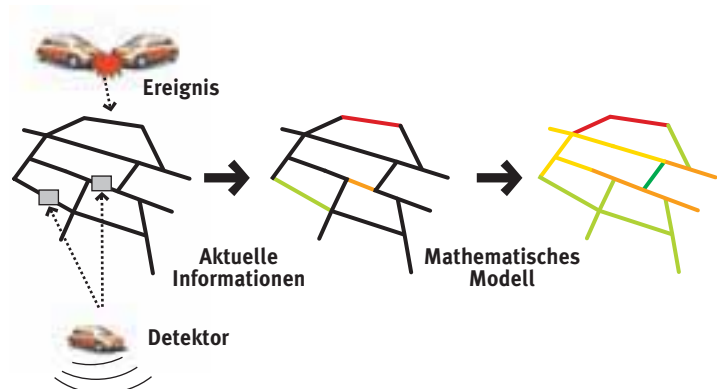 Ereignis
Aktuelle
Informationen
Mathematisches
Modell
Detektor